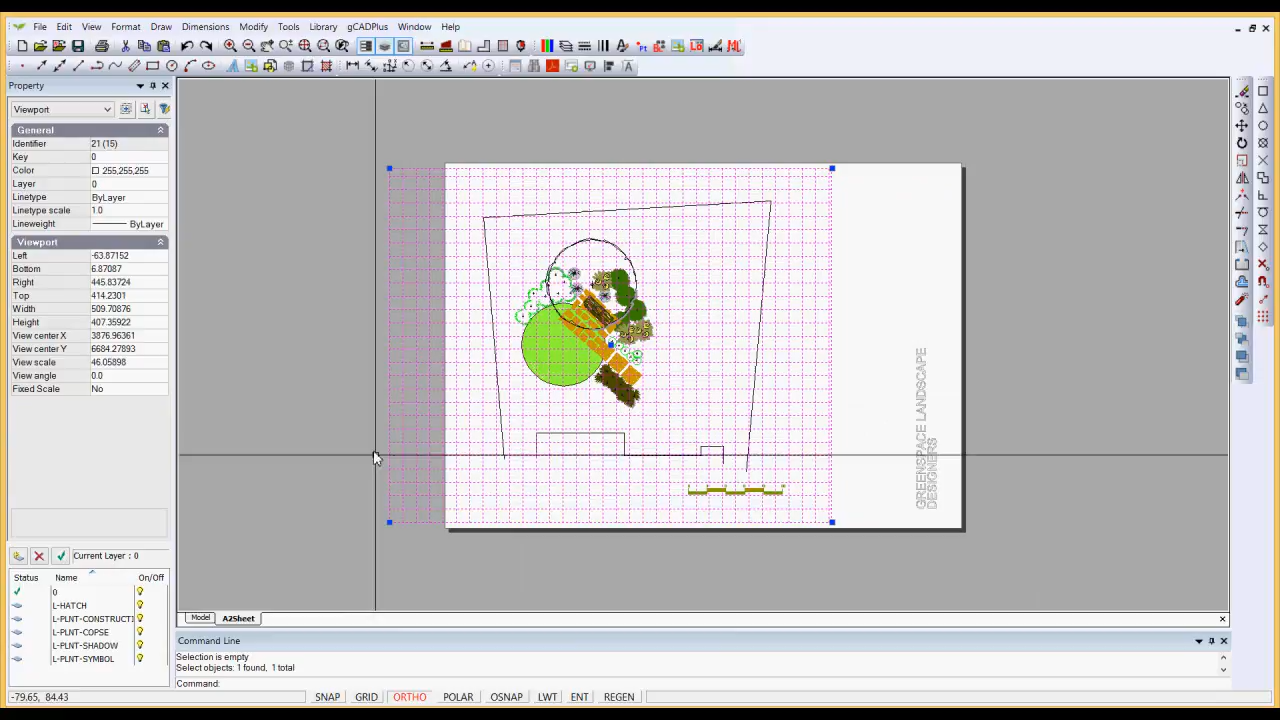 File Edit View Format Draw Dimensions Modify Tools Library gCADPlus Window Help
Property
Viewport
General
Identifier 21 (15)
Key 0
Color 255,255,255
Layer 0
Linetype ByLayer
Linetype scale 1.0
Lineweight ByLayer
Viewport
Left -63.87152
Bottom 6.87087
Right 445.83724
Top 414.2301
Width 509.70876
Height 407.35922
View center X 3876.96361
View center Y 6684.27893
View scale 46.05898
View angle 0.0
Fixed Scale No
GREENSPACE LANDSCAPE
DESIGNERS
Current Layer : 0
Status Name On/Off
0
L-HATCH
L-PLNT-CONSTRUCTI
L-PLNT-COPSE
L-PLNT-SHADOW
L-PLNT-SYMBOL
Model A2Sheet
Command Line
Selection is empty
Select objects: 1 found, 1 total
Command:
-79.65, 84.43 SNAP GRID ORTHO POLAR OSNAP LWT ENT REGEN